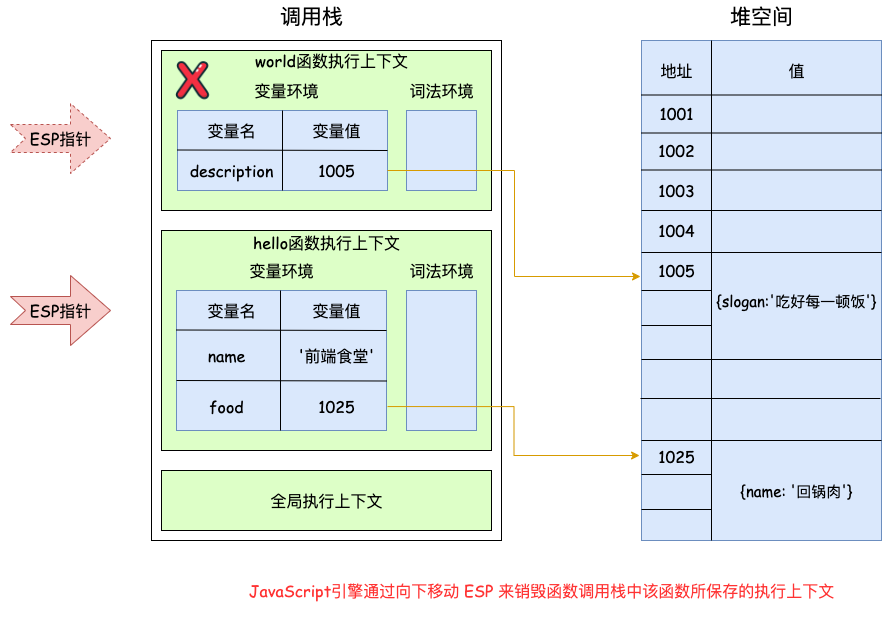 调用栈
堆空间
world函数执行上下文
变量环境
词法环境
变量名
变量值
description
1005
ESP指针
hello函数执行上下文
变量环境
词法环境
变量名
变量值
name
'前端食堂'
food
1025
ESP指针
全局执行上下文
地址
值
1001
1002
1003
1004
1005
{slogan:'吃好每一顿饭'}
1025
{name: '回锅肉'}
JavaScript引擎通过向下移动 ESP 来销毁函数调用栈中该函数所保存的执行上下文